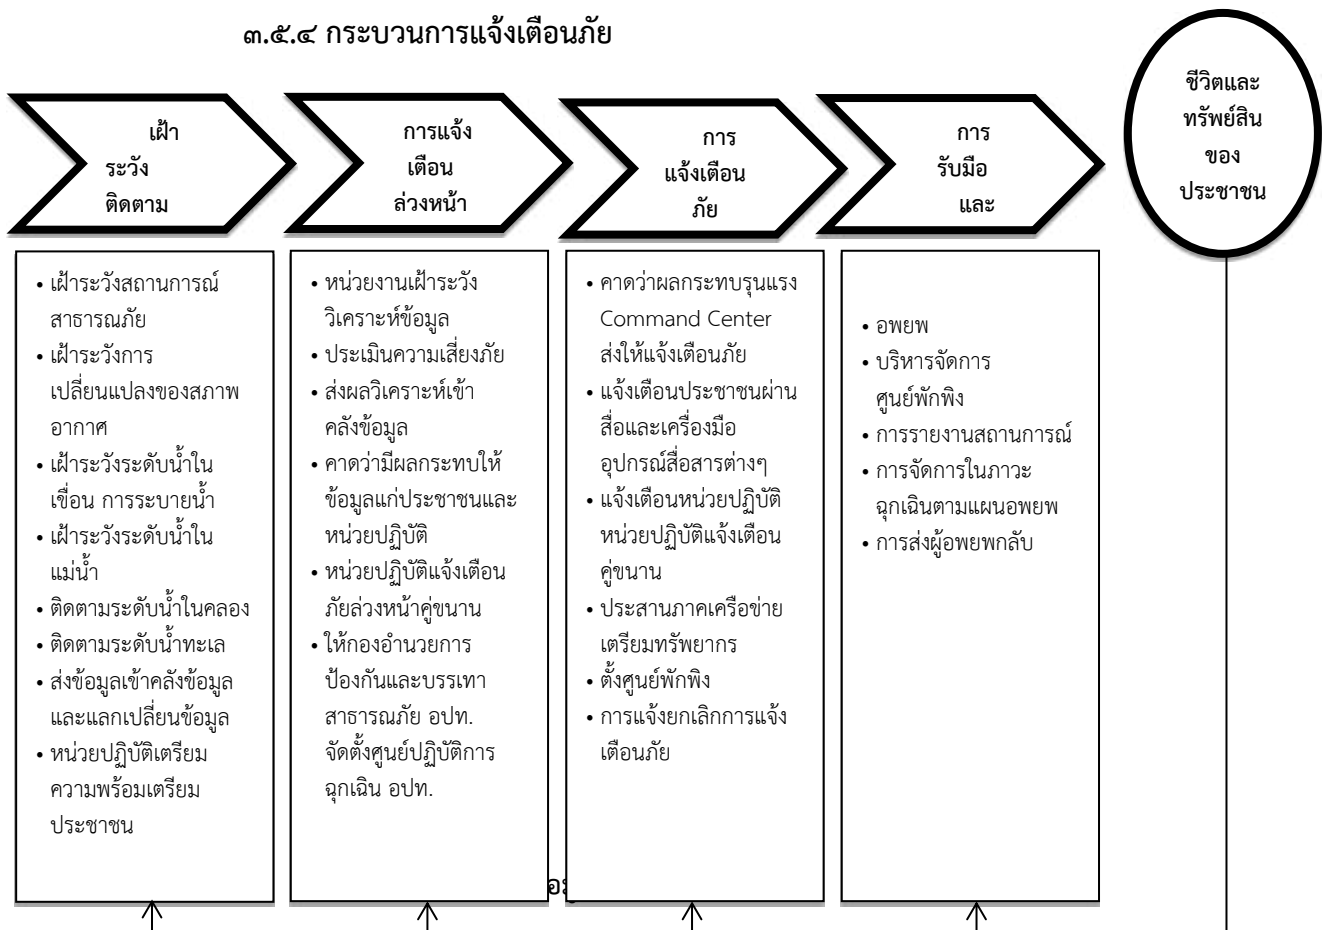 ๓.๕.๔ กระบวนการแจ้งเตือนภัย
เฝ้า
ระวัง
ติดตาม
การแจ้ง
เตือน
ล่วงหน้า
การ
แจ้งเตือน
ภัย
การ
รับมือ
และ
ชีวิตและ
ทรัพย์สิน
ของ
ประชาชน
• เฝ้าระวังสถานการณ์
สาธารณภัย
• เฝ้าระวังการ
เปลี่ยนแปลงของสภาพ
อากาศ
• เฝ้าระวังระดับน้ำใน
เขื่อน การระบายน้ำ
• เฝ้าระวังระดับน้ำใน
แม่น้ำ
• ติดตามระดับน้ำในคลอง
• ติดตามระดับน้ำทะเล
• ส่งข้อมูลเข้าคลังข้อมูล
และแลกเปลี่ยนข้อมูล
• หน่วยปฏิบัติเตรียม
ความพร้อมเตรียม
ประชาชน
• หน่วยงานเฝ้าระวัง
วิเคราะห์ข้อมูล
• ประเมินความเสี่ยงภัย
• ส่งผลวิเคราะห์เข้า
คลังข้อมูล
• คาดว่ามีผลกระทบให้
ข้อมูลแก่ประชาชนและ
หน่วยปฏิบัติ
• หน่วยปฏิบัติแจ้งเตือน
ภัยล่วงหน้าคู่ขนาน
• ให้กองอำนวยการ
ป้องกันและบรรเทา
สาธารณภัย อปท.
จัดตั้งศูนย์ปฏิบัติการ
ฉุกเฉิน อปท.
• คาดว่าผลกระทบรุนแรง
Command Center
ส่งให้แจ้งเตือนภัย
• แจ้งเตือนประชาชนผ่าน
สื่อและเครื่องมือ
อุปกรณ์สื่อสารต่างๆ
• แจ้งเตือนหน่วยปฏิบัติ
หน่วยปฏิบัติแจ้งเตือน
คู่ขนาน
• ประสานภาคเครือข่าย
เตรียมทรัพยากร
• ตั้งศูนย์พักพิง
• การแจ้งยกเลิกการแจ้ง
เตือนภัย
• อพยพ
• บริหารจัดการ
ศูนย์พักพิง
• การรายงานสถานการณ์
• การจัดการในภาวะ
ฉุกเฉินตามแผนอพยพ
• การส่งผู้อพยพกลับ